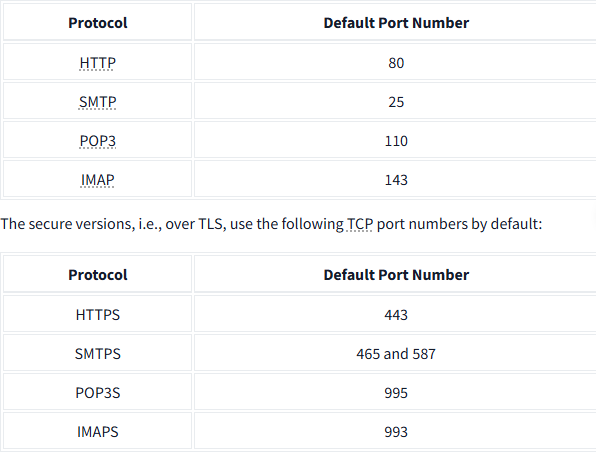 Protocol Default Port Number
HTTP 80
SMTP 25
POP3 110
IMAP 143
The secure versions, i.e., over TLS, use the following TCP port numbers by default:
Protocol Default Port Number
HTTPS 443
SMTPS 465 and 587
POP3S 995
IMAPS 993